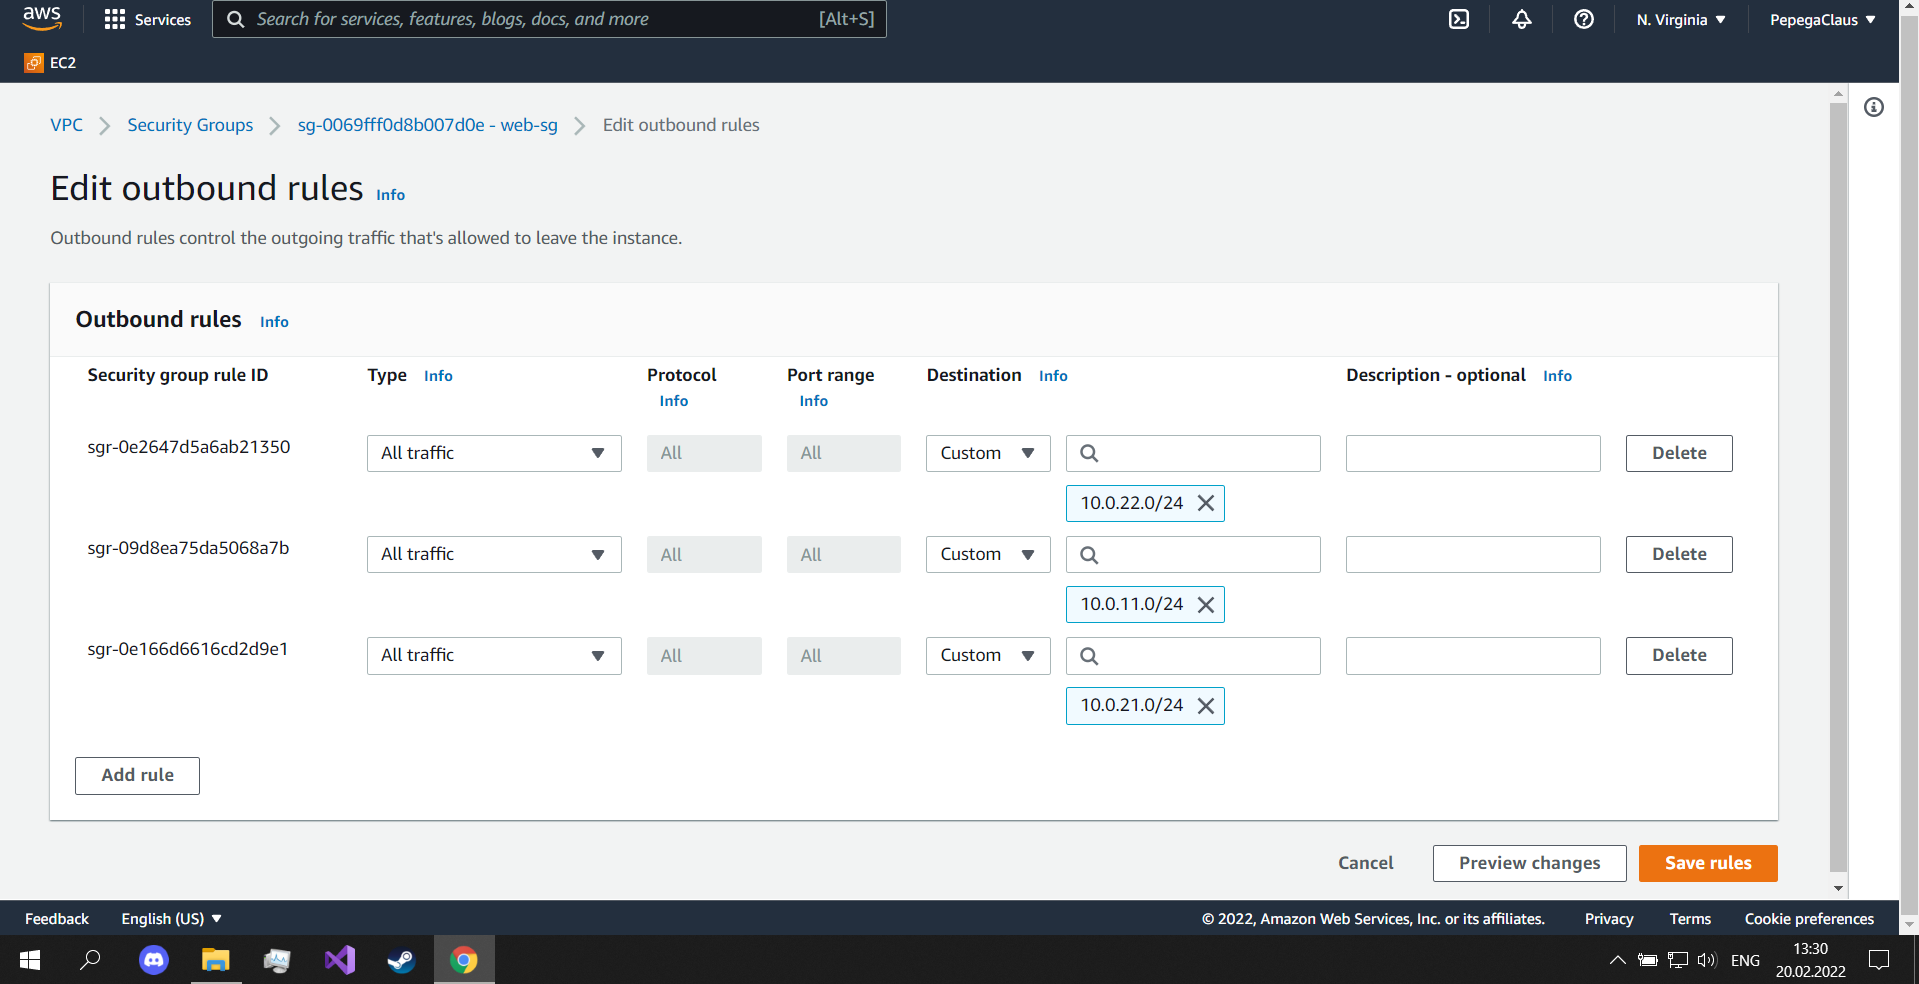 aws
Services
Search for services, features, blogs, docs, and more
[Alt+S]
N. Virginia
PepegaClaus
EC2
VPC
Security Groups
sg-0069fff0d8b007d0e - web-sg
Edit outbound rules
Edit outbound rules
Info
Outbound rules control the outgoing traffic that's allowed to leave the instance.
Outbound rules
Info
Security group rule ID
Type
Info
Protocol
Info
Port range
Info
Destination
Info
Description - optional
Info
sgr-0e2647d5a6ab21350
All traffic
All
All
Custom
Delete
10.0.22.0/24
sgr-09d8ea75da5068a7b
All traffic
All
All
Custom
Delete
10.0.11.0/24
sgr-0e166d6616cd2d9e1
All traffic
All
All
Custom
Delete
10.0.21.0/24
Add rule
Cancel
Preview changes
Save rules
Feedback
English (US)
© 2022, Amazon Web Services, Inc. or its affiliates.
Privacy
Terms
Cookie preferences
ENG
13:30
20.02.2022